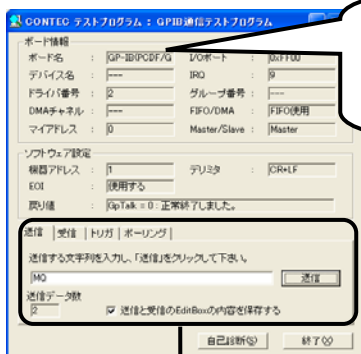 CONTEC テストプログラム : GPIB通信テストプログラム
ボード情報
ボード名 : GP-IB(PCDF/G I/Oポート : 0xFF00
デバイス名 : --- IRQ : 9
ドライバ番号 : 2 グループ番号 : ---
DMAチャネル : --- FIFO/DMA : FIFO使用
マイアドレス : 0 Master/Slave : Master
ソフトウェア設定
機器アドレス : 1 デリミタ : CR+LF
EOI : 使用する
戻り値 : GpTalk = 0 : 正常終了しました。
送信 受信 トリガ ポーリング
送信する文字列を入力し、「送信」をクリックして下さい。
MQ 送信
送信データ数
2 送信と受信のEditBoxの内容を保存する
自己診断(S) 終了(X)